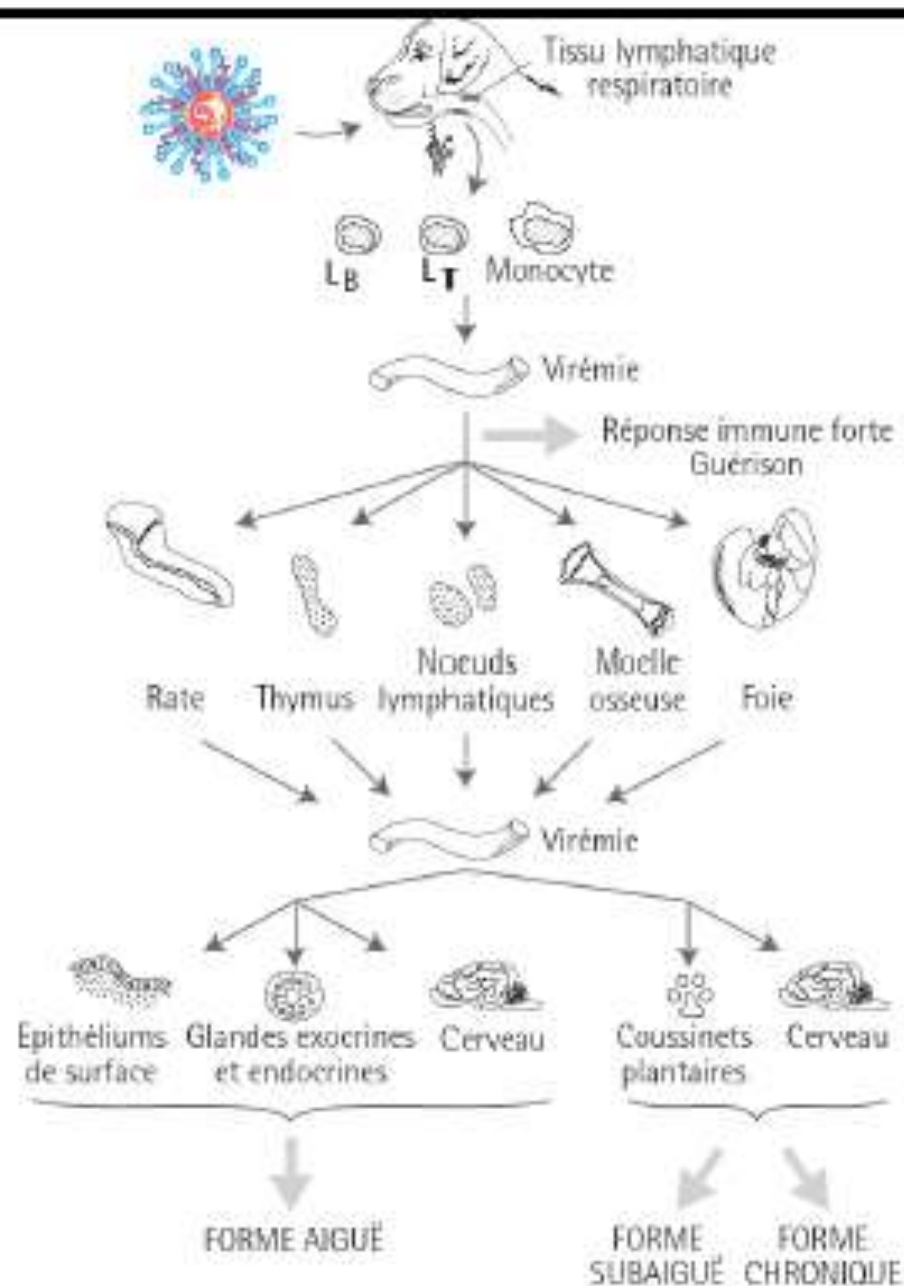 Tissu lymphatique
respiratoire
LB LT Monocyte
Virémie
Réponse immune forte
Guérison
Rate Thymus Noeuds
lymphatiques Moelle
osseuse Foie
Virémie
Epithéliums
de surface Glandes exocrines
et endocrines Cerveau Coussinets
plantaires Cerveau
FORME AIGUË
FORME
SUBAIGUË FORME
CHRONIQUE